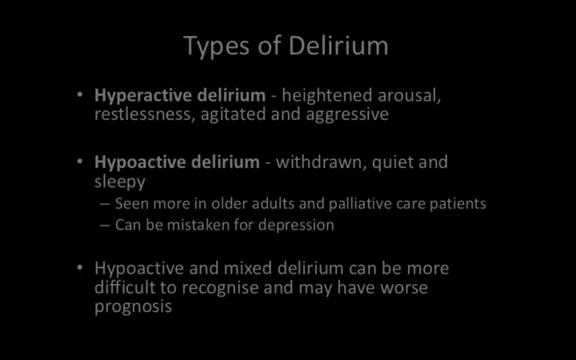 Types of Delirium
• Hyperactive delirium - heightened arousal,
restlessness, agitated and aggressive
• Hypoactive delirium - withdrawn, quiet and
sleepy
– Seen more in older adults and palliative care patients
– Can be mistaken for depression
• Hypoactive and mixed delirium can be more
difficult to recognise and may have worse
prognosis